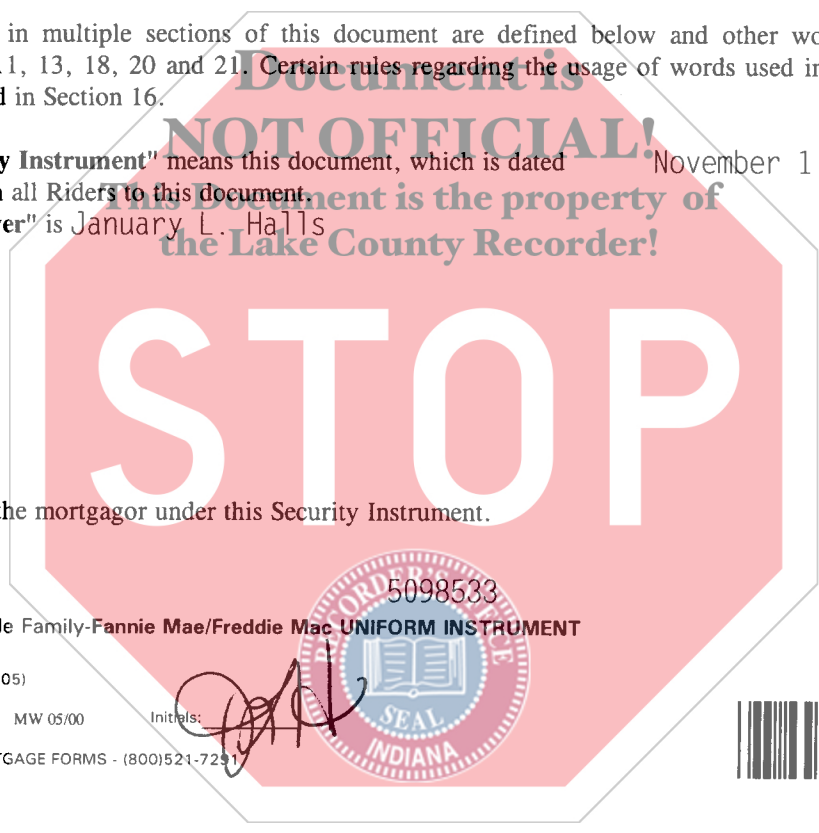 in multiple sections of this document are defined below and other wo
1, 13, 18, 20 and 21. Certain rules regarding the usage of words used in
d in Section 16.
Document is
NOT OFFICIAL!
This Document is the property of
the Lake County Recorder!
y Instrument" means this document, which is dated November 1
all Riders to this document.
er" is January L. Halls
STOP
the mortgagor under this Security Instrument.
5098533
le Family-Fannie Mae/Freddie Mac UNIFORM INSTRUMENT
05)
MW 05/00 Initials:
TGAGE FORMS - (800)521-7291
RECORDER'S OFFICE
SEAL
INDIANA